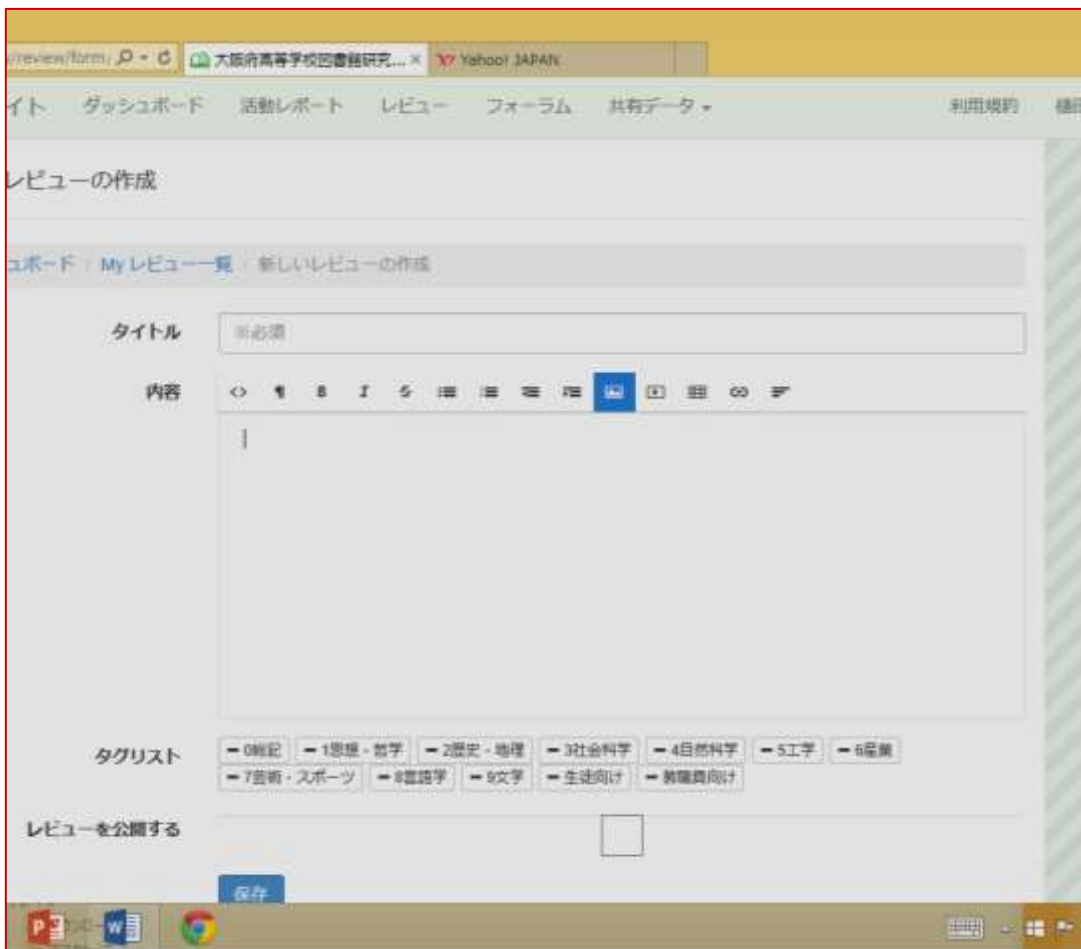 /review/form/ 大阪府高等学校図書館研究... × Yahoo! JAPAN
イト ダッシュボード 活動レポート レビュー フォーラム 共有データ 利用規約
レビューの作成
ュボード / My レビュー一覧 / 新しいレビューの作成
タイトル ※必須
内容
タグリスト
0総記 1思想・哲学 2歴史・地理 3社会科学 4自然科学 5工学 6産業
7芸術・スポーツ 8言語学 9文学 生徒向け 教職員向け
レビューを公開する
保存